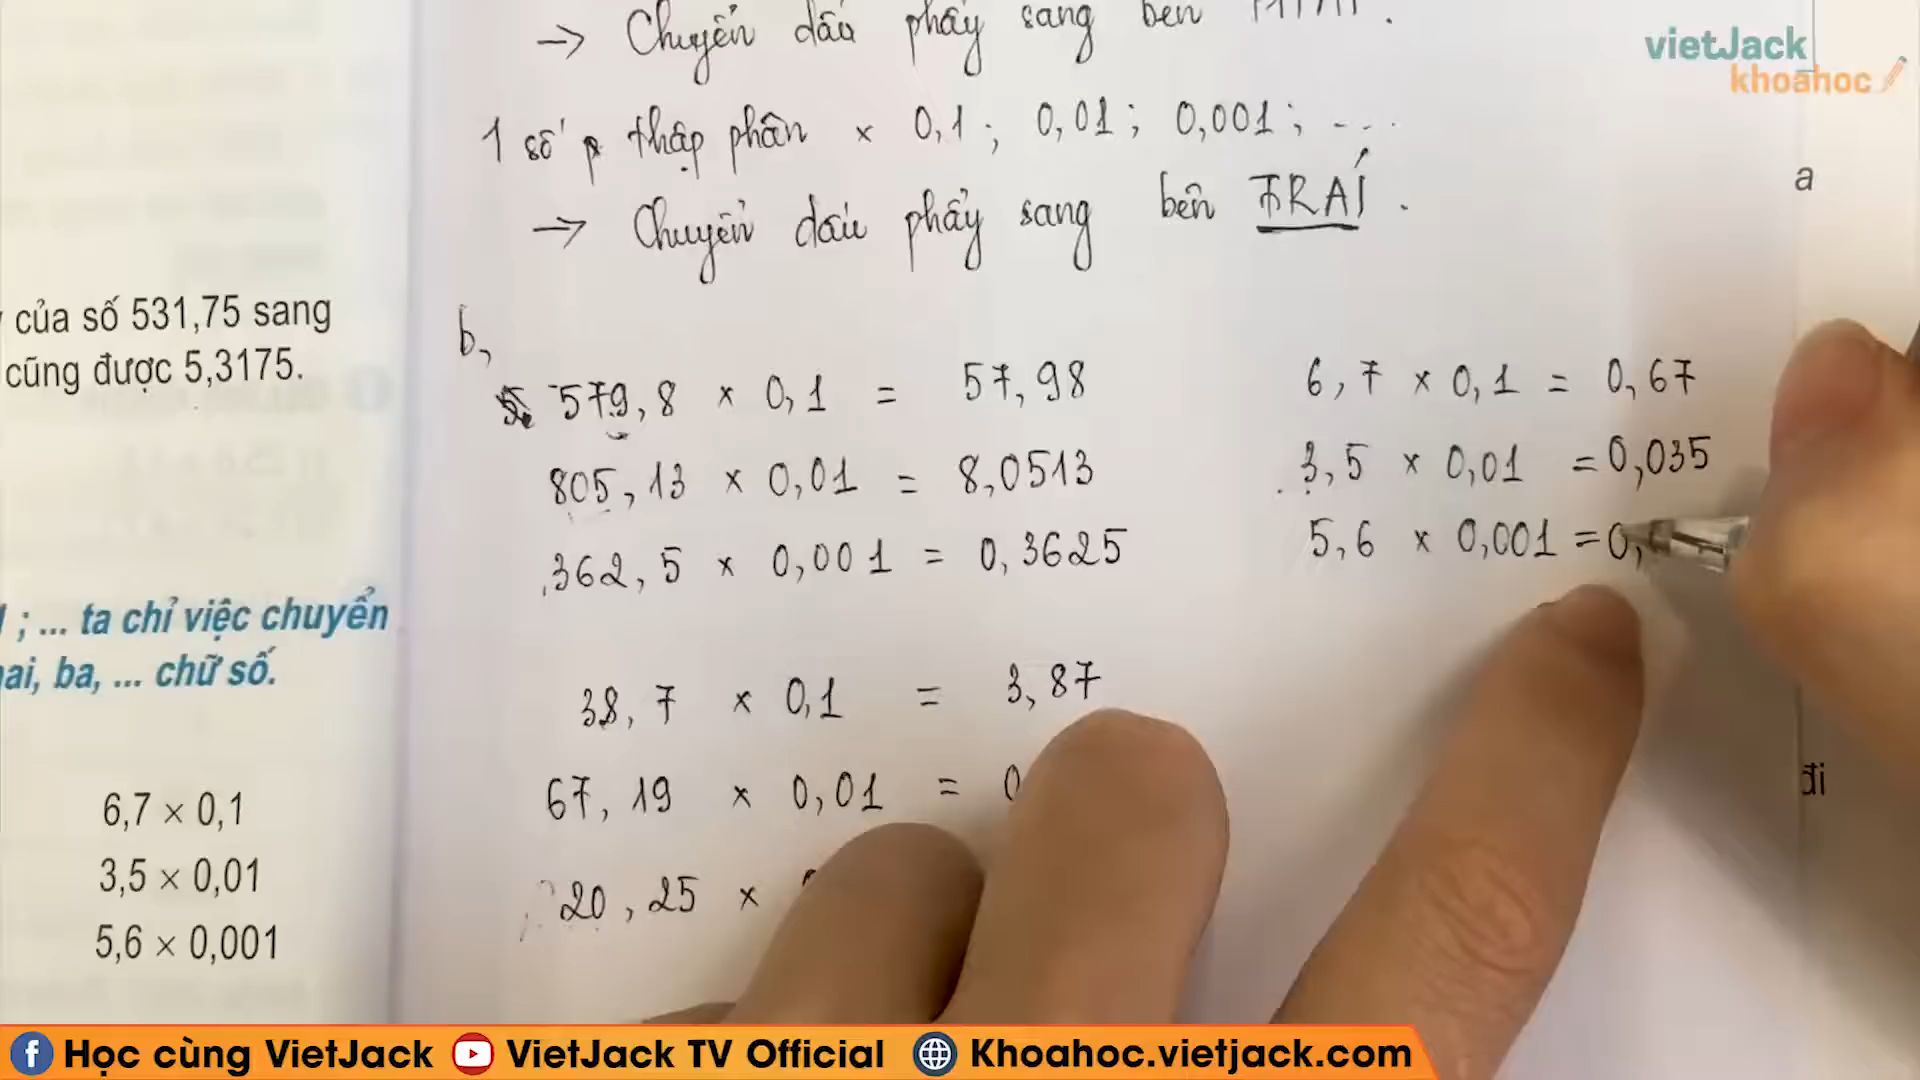 → Chuyển dấu phẩy sang bên
vietJack
khoahoc
1 số thập phân × 0,1 ; 0,01 ; 0,001 ; ...
→ Chuyển dấu phẩy sang bên TRÁI .
a
của số 531,75 sang
cũng được 5,3175.
b,
579,8 × 0,1 = 57,98
805,13 × 0,01 = 8,0513
362,5 × 0,001 = 0,3625
38,7 × 0,1 = 3,87
67,19 × 0,01 = 0
20,25 ×
6,7 × 0,1 = 0,67
3,5 × 0,01 = 0,035
5,6 × 0,001 = 0,
; ... ta chỉ việc chuyển
ba, ... chữ số.
6,7 × 0,1
3,5 × 0,01
5,6 × 0,001
đi
Học cùng VietJack VietJack TV Official Khoahoc.vietjack.com